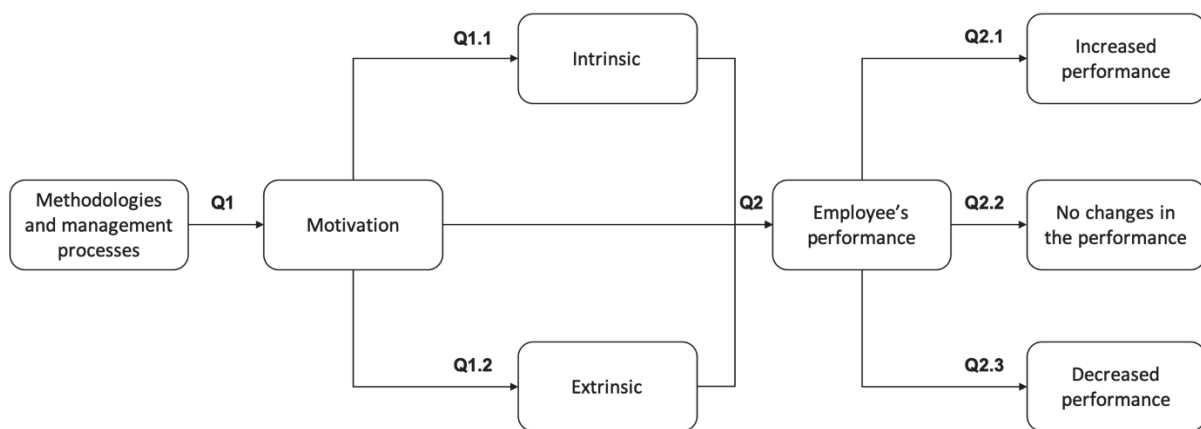 Q1.1
Intrinsic
Q2.1
Increased
performance
Methodologies
and management
processes
Q1
Motivation
Q2
Employee's
performance
Q2.2
No changes in
the performance
Q1.2
Extrinsic
Q2.3
Decreased
performance